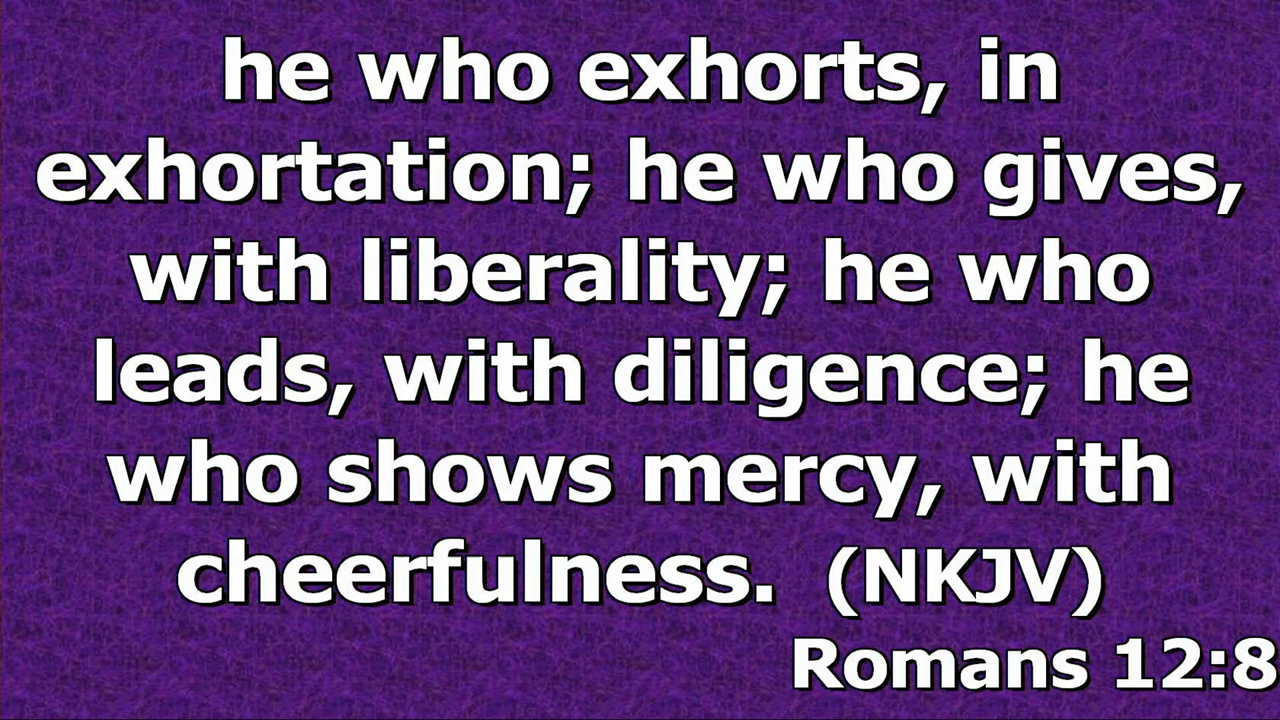 he who exhorts, in
exhortation; he who gives,
with liberality; he who
leads, with diligence; he
who shows mercy, with
cheerfulness. (NKJV)
Romans 12:8